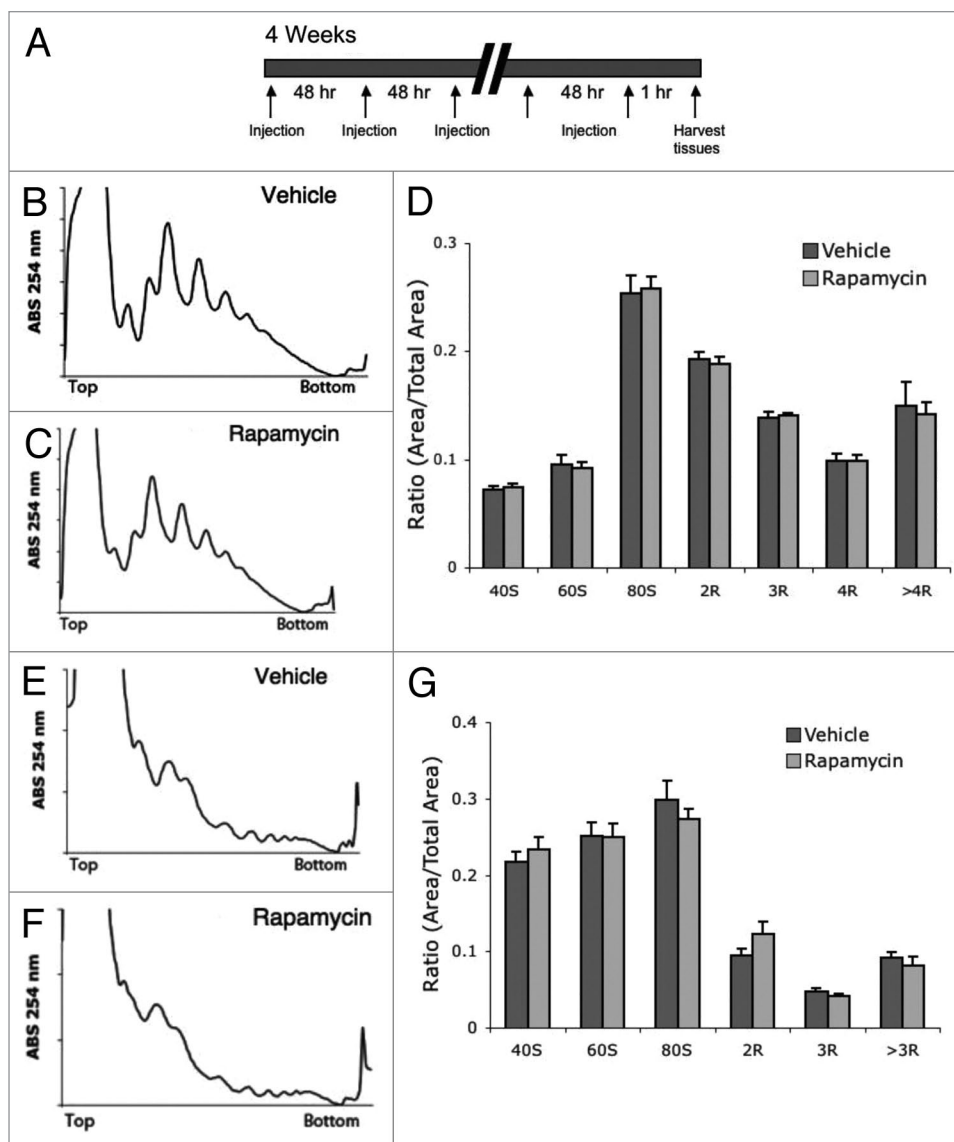 A
4 Weeks
48 hr 48 hr 48 hr 1 hr
Injection Injection Injection Injection Harvest
tissues
B
Vehicle
ABS 254 nm
Top Bottom
C
Rapamycin
ABS 254 nm
Top Bottom
D
Vehicle
Rapamycin
Ratio (Area/Total Area)
0.3
0.2
0.1
0
40S 60S 80S 2R 3R 4R >4R
E
Vehicle
ABS 254 nm
Top Bottom
F
Rapamycin
ABS 254 nm
Top Bottom
G
Vehicle
Rapamycin
Ratio (Area/Total Area)
0.4
0.3
0.2
0.1
0
40S 60S 80S 2R 3R >3R